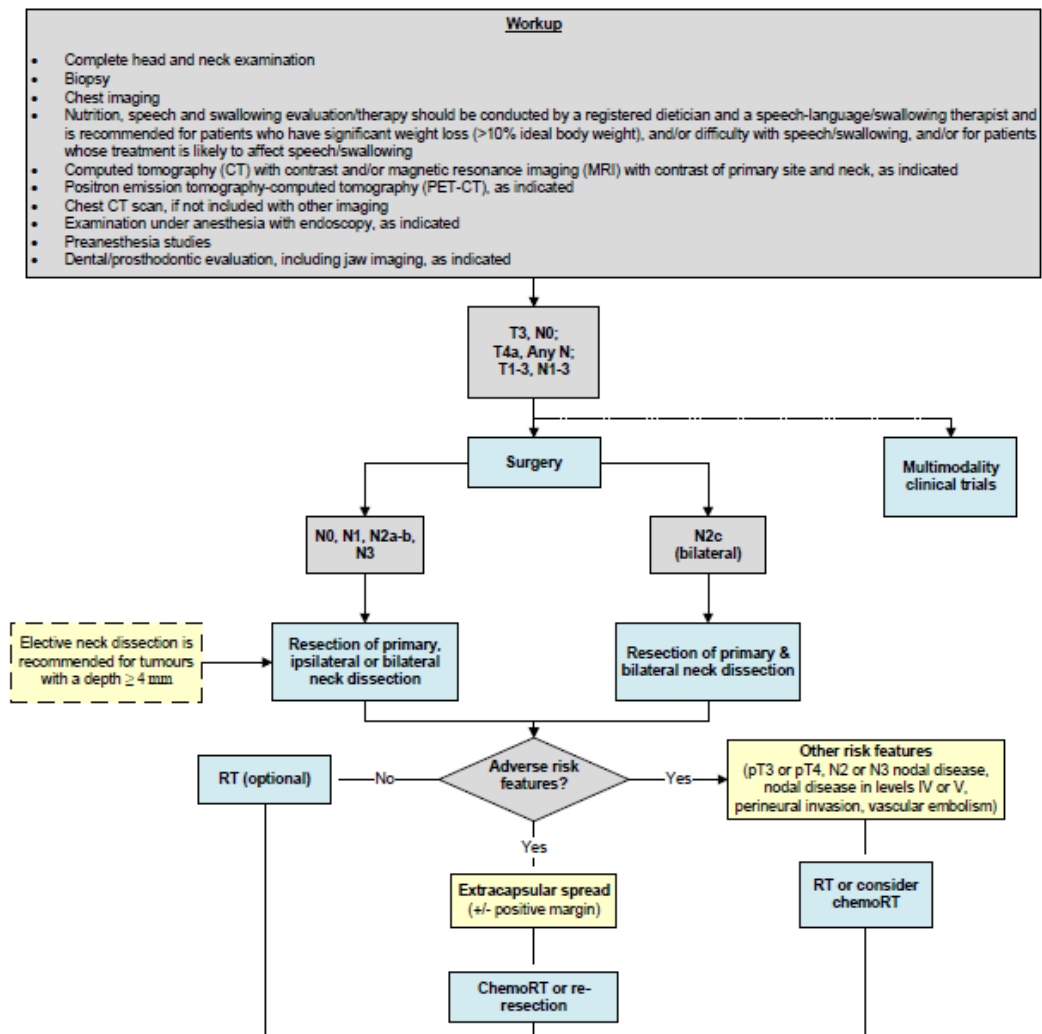 Workup
• Complete head and neck examination
• Biopsy
• Chest imaging
• Nutrition, speech and swallowing evaluation/therapy should be conducted by a registered dietician and a speech-language/swallowing therapist and
is recommended for patients who have significant weight loss (>10% ideal body weight), and/or difficulty with speech/swallowing, and/or for patients
whose treatment is likely to affect speech/swallowing
• Computed tomography (CT) with contrast and/or magnetic resonance imaging (MRI) with contrast of primary site and neck, as indicated
• Positron emission tomography-computed tomography (PET-CT), as indicated
• Chest CT scan, if not included with other imaging
• Examination under anesthesia with endoscopy, as indicated
• Preanesthesia studies
• Dental/prosthodontic evaluation, including jaw imaging, as indicated
T3, N0;
T4a, Any N;
T1-3, N1-3
Surgery
Multimodality
clinical trials
N0, N1, N2a-b,
N3
N2c
(bilateral)
Elective neck dissection is
recommended for tumours
with a depth ≥ 4 mm
Resection of primary,
ipsilateral or bilateral
neck dissection
Resection of primary &
bilateral neck dissection
RT (optional)
No
Adverse risk
features?
Yes
Other risk features
(pT3 or pT4, N2 or N3 nodal disease,
nodal disease in levels IV or V,
perineural invasion, vascular embolism)
Yes
Extracapsular spread
(+/- positive margin)
RT or consider
chemoRT
ChemoRT or re-
resection